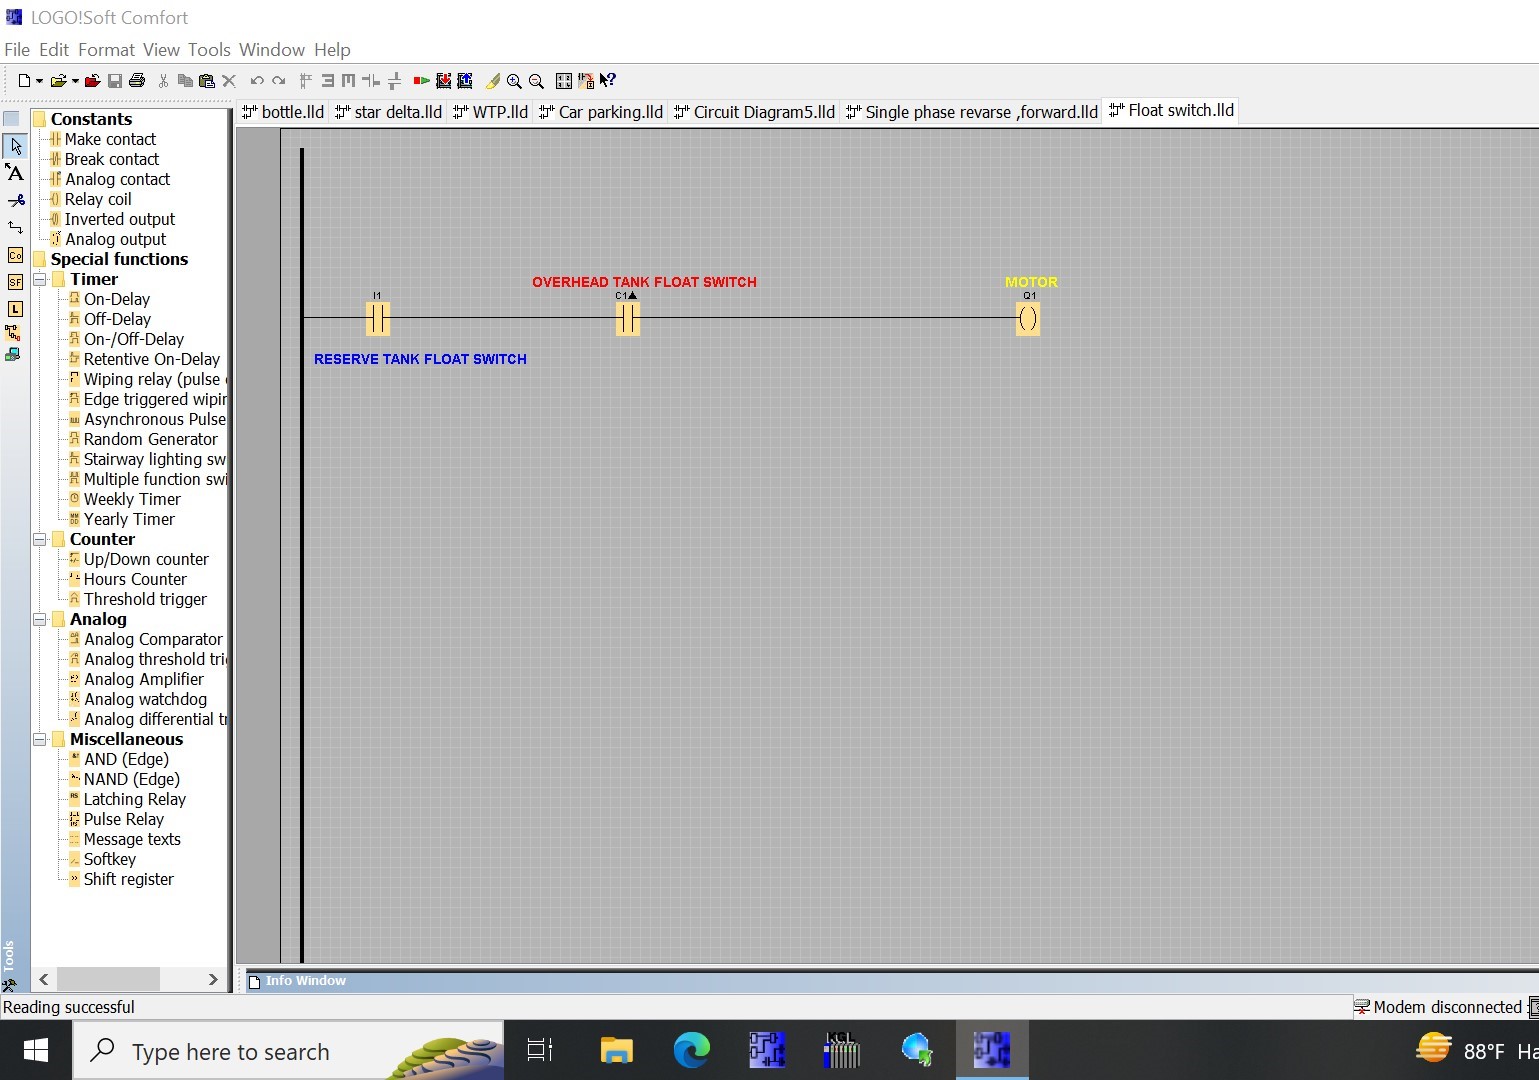 LOGO!Soft Comfort
File Edit Format View Tools Window Help
bottle.lld star delta.lld WTP.lld Car parking.lld Circuit Diagram5.lld Single phase revarse ,forward.lld Float switch.lld
Constants
Make contact
Break contact
Analog contact
Relay coil
Inverted output
Analog output
Special functions
Timer
On-Delay
Off-Delay
On-/Off-Delay
Retentive On-Delay
Wiping relay (pulse
Edge triggered wipin
Asynchronous Pulse
Random Generator
Stairway lighting sw
Multiple function swi
Weekly Timer
Yearly Timer
Counter
Up/Down counter
Hours Counter
Threshold trigger
Analog
Analog Comparator
Analog threshold tri
Analog Amplifier
Analog watchdog
Analog differential t
Miscellaneous
AND (Edge)
NAND (Edge)
Latching Relay
Pulse Relay
Message texts
Softkey
Shift register
Co
SF
L
Tools
OVERHEAD TANK FLOAT SWITCH MOTOR
I1 C1 Q1
RESERVE TANK FLOAT SWITCH
Info Window
Reading successful
Modem disconnected
Type here to search
KGL
88°F Ha